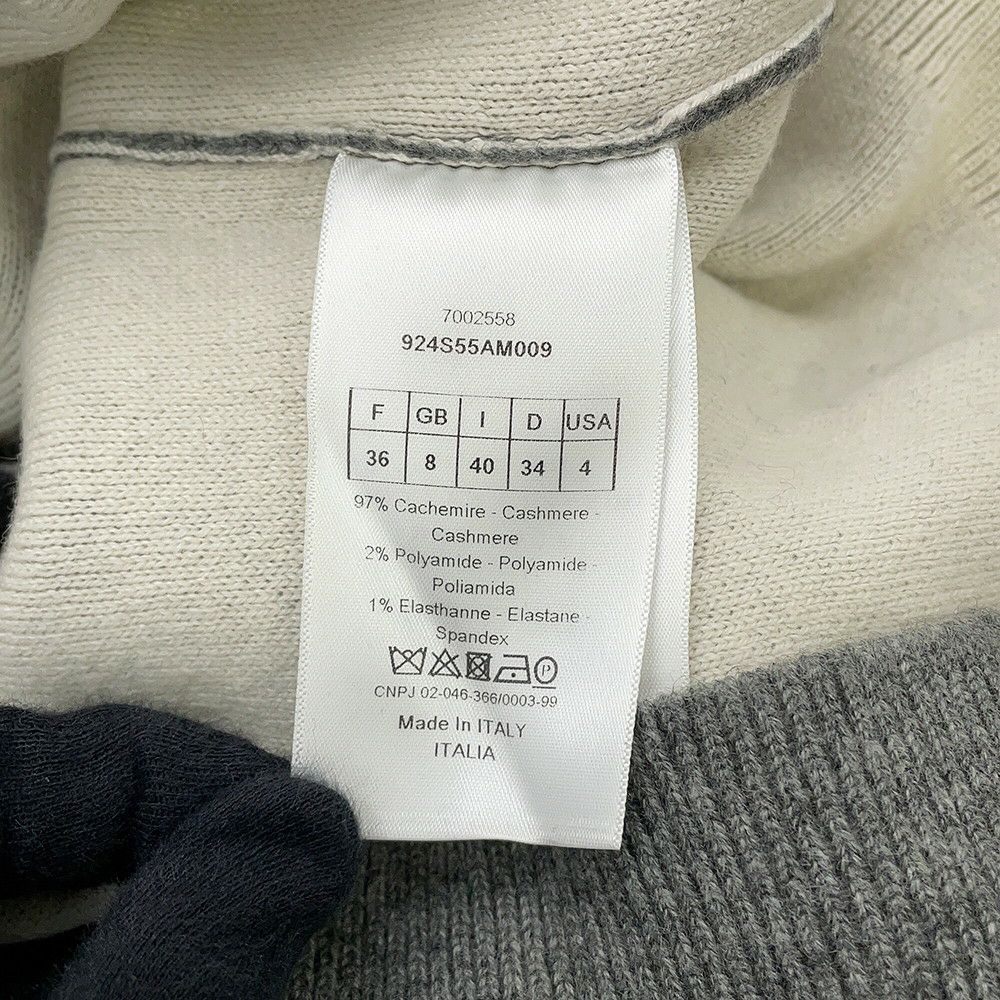 7002558
924S55AM009
F GB I D USA
36 8 40 34 4
97% Cachemire - Cashmere -
Cashmere
2% Polyamide - Polyamide -
Poliamida
1% Elasthanne - Elastane -
Spandex
P
CNPJ 02-046-366/0003-99
Made In ITALY
ITALIA